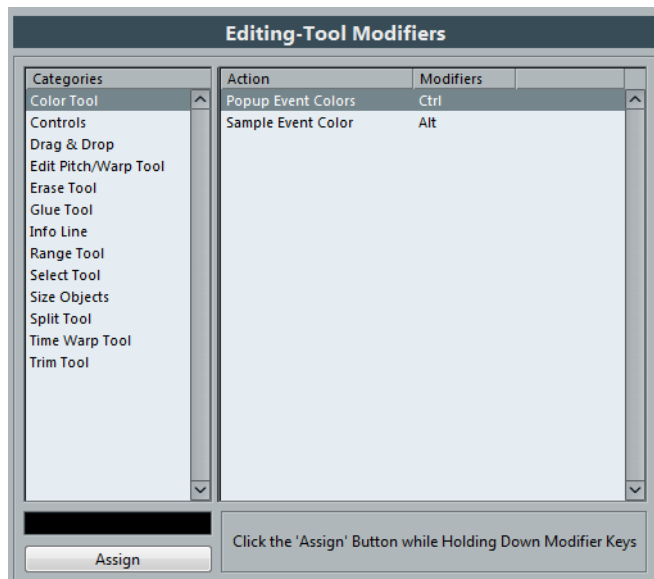 Editing-Tool Modifiers
Categories
Action Modifiers
Color Tool
Controls
Drag & Drop
Edit Pitch/Warp Tool
Erase Tool
Glue Tool
Info Line
Range Tool
Select Tool
Size Objects
Split Tool
Time Warp Tool
Trim Tool
Popup Event Colors Ctrl
Sample Event Color Alt
Assign
Click the 'Assign' Button while Holding Down Modifier Keys